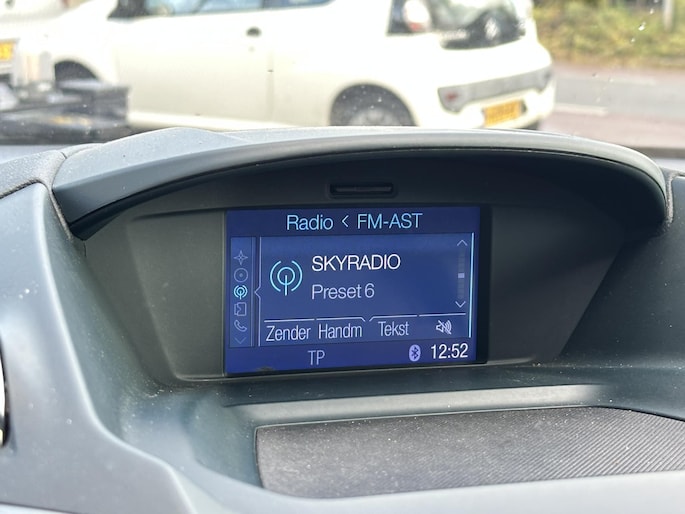 Radio < FM-AST
SKYRADIO
Preset 6
Zender Handm Tekst
TP 12:52